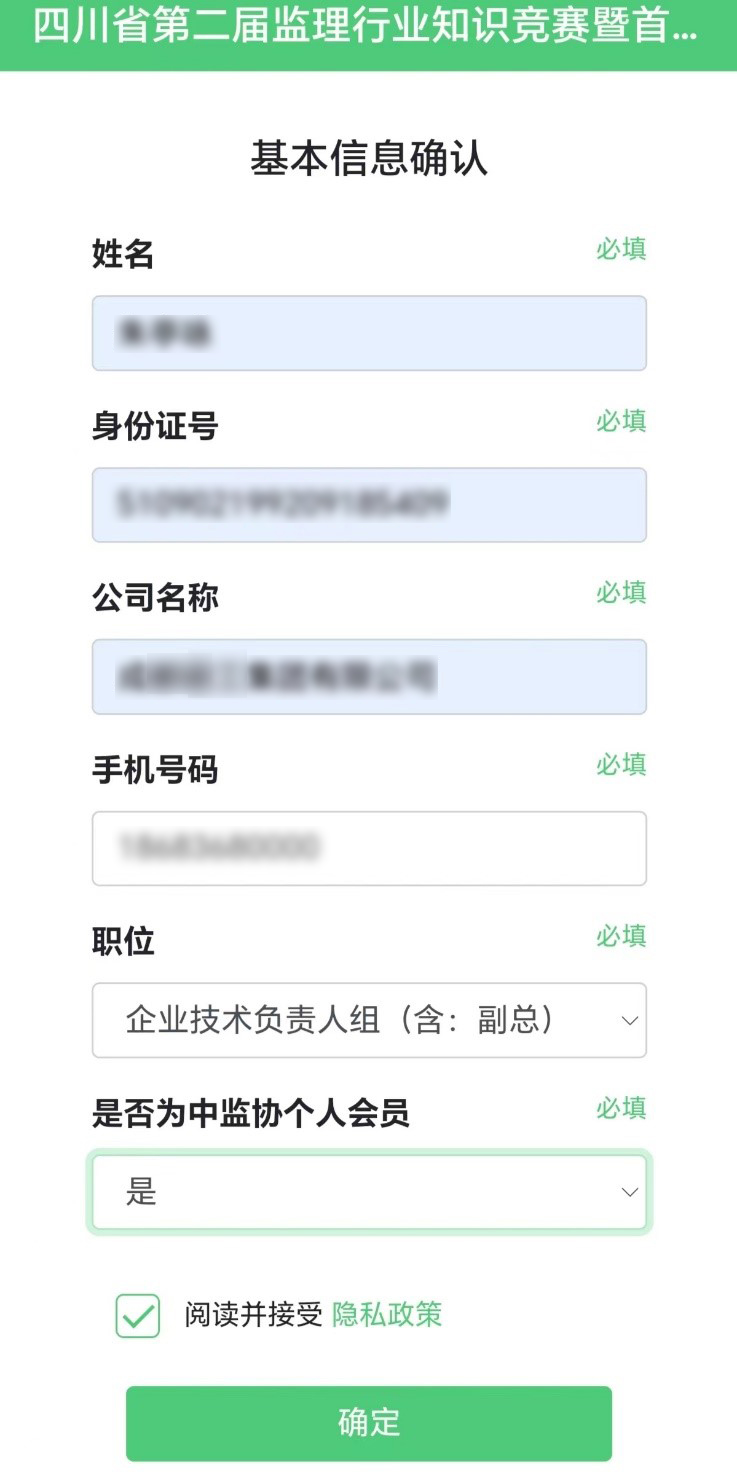 四川省第二届监理行业知识竞赛暨首...
基本信息确认
姓名
必填
身份证号
必填
公司名称
必填
手机号码
必填
职位
必填
企业技术负责人组（含：副总）
是否为中监协个人会员
必填
是
阅读并接受 隐私政策
确定